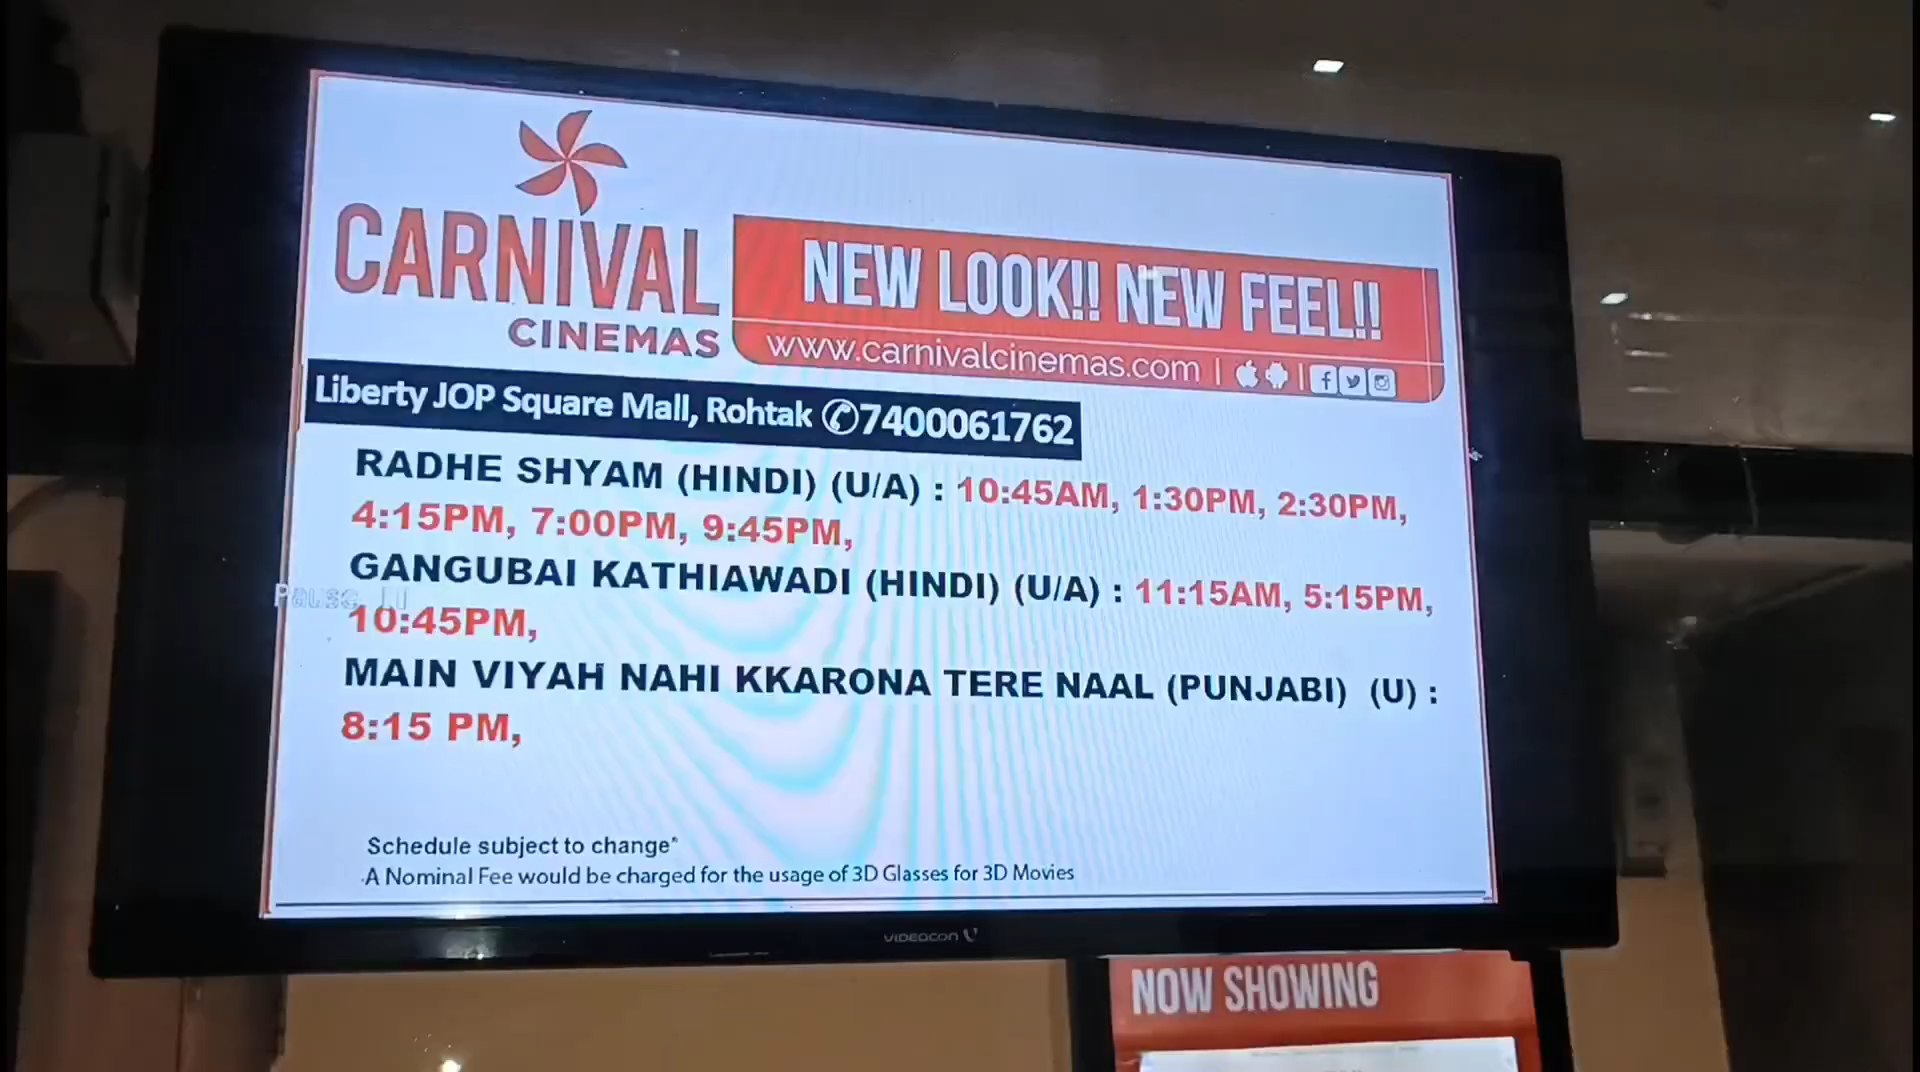 CARNIVAL
CINEMAS
NEW LOOK!! NEW FEEL!!
www.carnivalcinemas.com
Liberty JOP Square Mall, Rohtak ✆7400061762
RADHE SHYAM (HINDI) (U/A) : 10:45AM, 1:30PM, 2:30PM,
4:15PM, 7:00PM, 9:45PM,
GANGUBAI KATHIAWADI (HINDI) (U/A) : 11:15AM, 5:15PM,
Pause
10:45PM,
MAIN VIYAH NAHI KKARONA TERE NAAL (PUNJABI) (U) :
8:15 PM,
Schedule subject to change*
A Nominal Fee would be charged for the usage of 3D Glasses for 3D Movies
VIDEOCON
NOW SHOWING